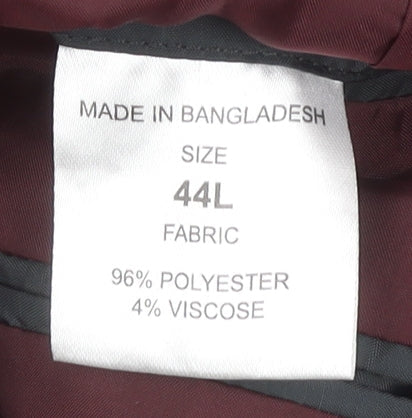 MADE IN BANGLADESH
SIZE
44L
FABRIC
96% POLYESTER
4% VISCOSE